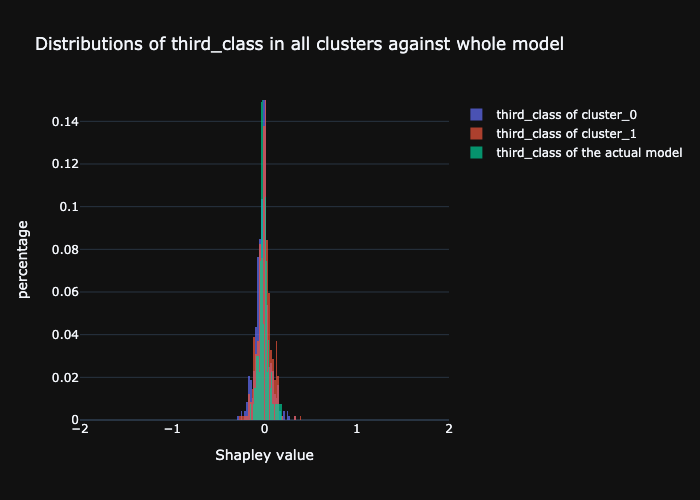 Distributions of third_class in all clusters against whole model
third_class of cluster_0
third_class of cluster_1
third_class of the actual model
percentage
0.14
0.12
0.1
0.08
0.06
0.04
0.02
0
−2
−1
0
1
2
Shapley value